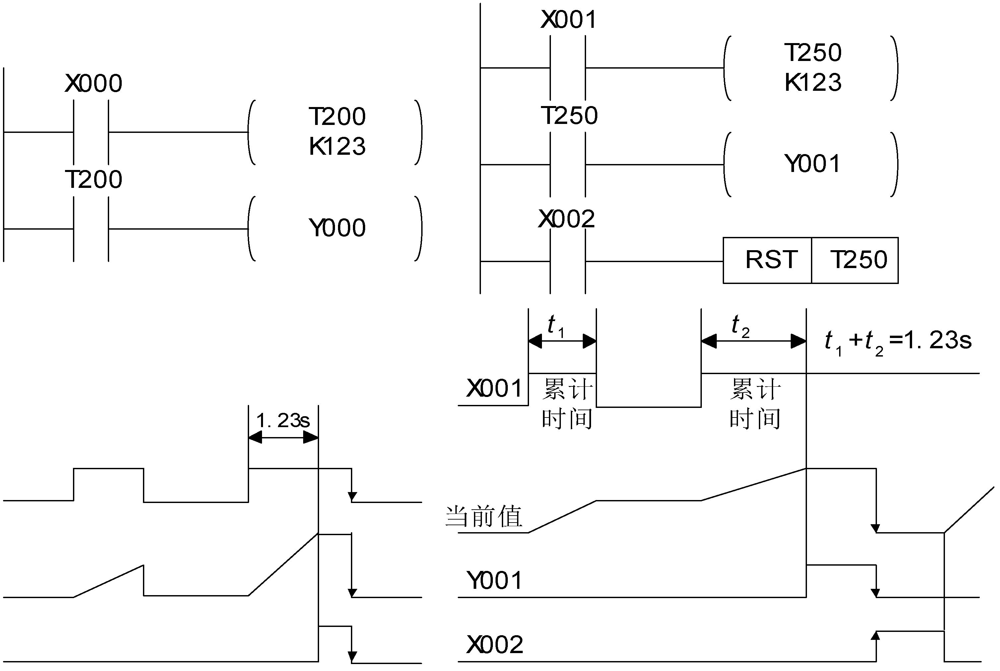 X000
T200
K123
T200
Y000
X001
T250
K123
T250
Y001
X002
RST T250
1.23s
t1
t2
t1+t2=1.23s
X001
累计
时间
累计
时间
当前值
Y001
X002